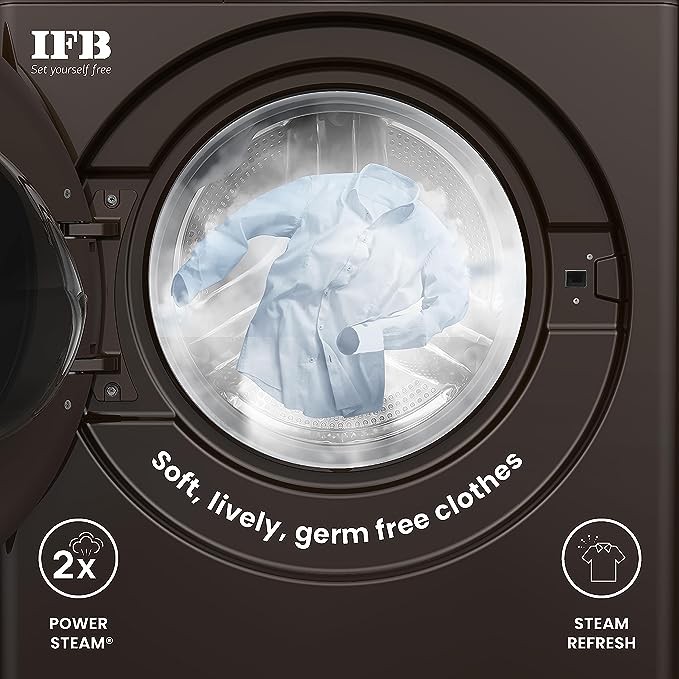 IFB
Set yourself free
Soft, lively, germ free clothes
2x
POWER
STEAM®
STEAM
REFRESH